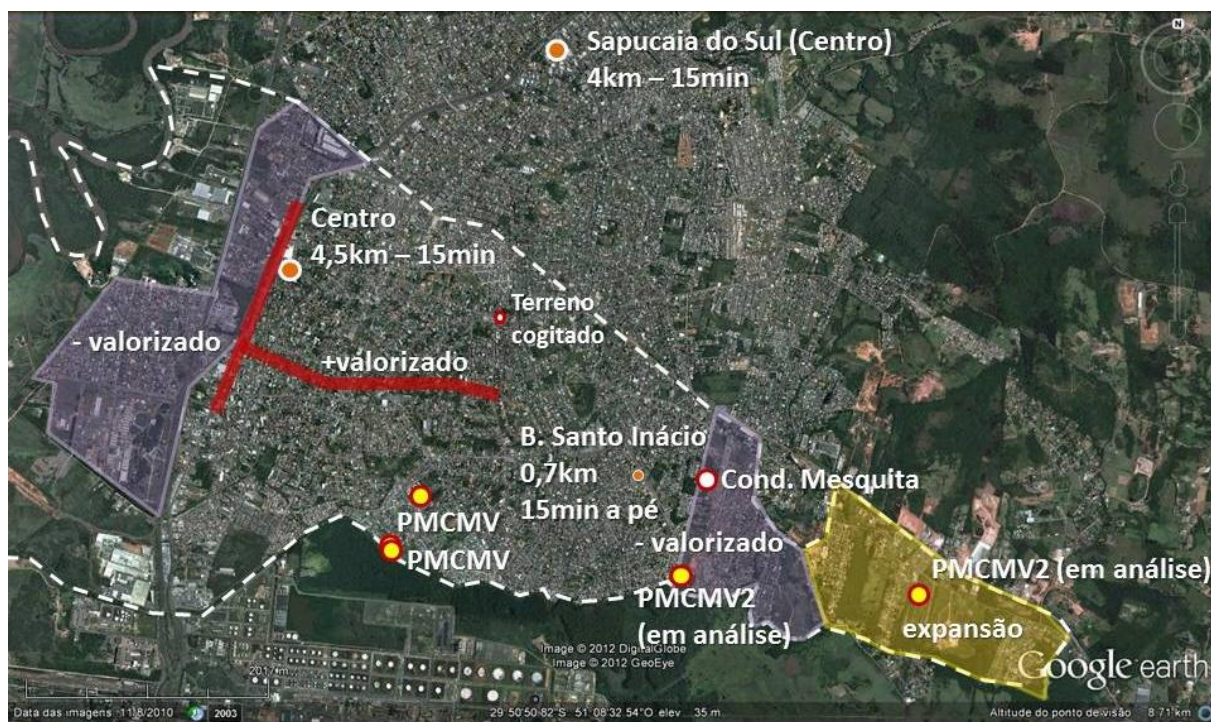 Sapucaia do Sul (Centro)
4km – 15min
N
Centro
4,5km – 15min
Terreno
cogitado
- valorizado
+valorizado
B. Santo Inácio
0,7km
15min a pé
Cond. Mesquita
PMCMV
PMCMV
- valorizado
PMCMV2 (em análise)
PMCMV2
(em análise)
expansão
Image © 2012 DigitalGlobe
Image © 2012 GeoEye
Google earth
2017 m
Data das imagens: 11/8/2010
2003
29°50'50.82"S 51°08'32.54"O elev 35 m
Altitude do ponto de visão 8.71 km